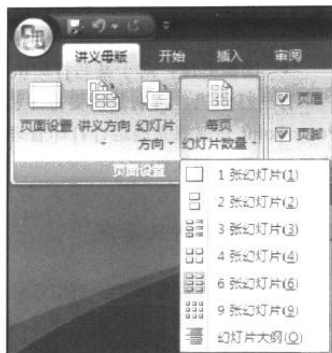 讲义母版 开始 插入 审阅
页面设置 讲义方向 幻灯片方向 每页幻灯片数量 页眉
页脚
页面设置
1 张幻灯片(1)
2 张幻灯片(2)
3 张幻灯片(3)
4 张幻灯片(4)
6 张幻灯片(6)
9 张幻灯片(9)
幻灯片大纲(O)